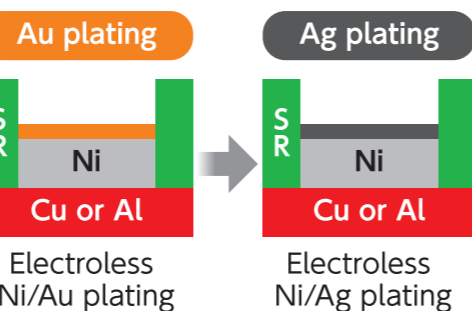 Au plating
Ag plating
S
R
Ni
Cu or Al
S
R
Ni
Cu or Al
Electroless
Ni/Au plating
Electroless
Ni/Ag plating